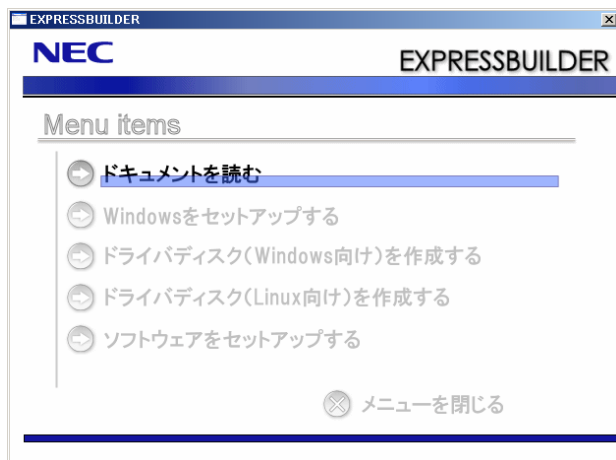 EXPRESSBUILDER
NEC
EXPRESSBUILDER
Menu items
ドキュメントを読む
Windowsをセットアップする
ドライバディスク(Windows向け)を作成する
ドライバディスク(Linux向け)を作成する
ソフトウェアをセットアップする
メニューを閉じる